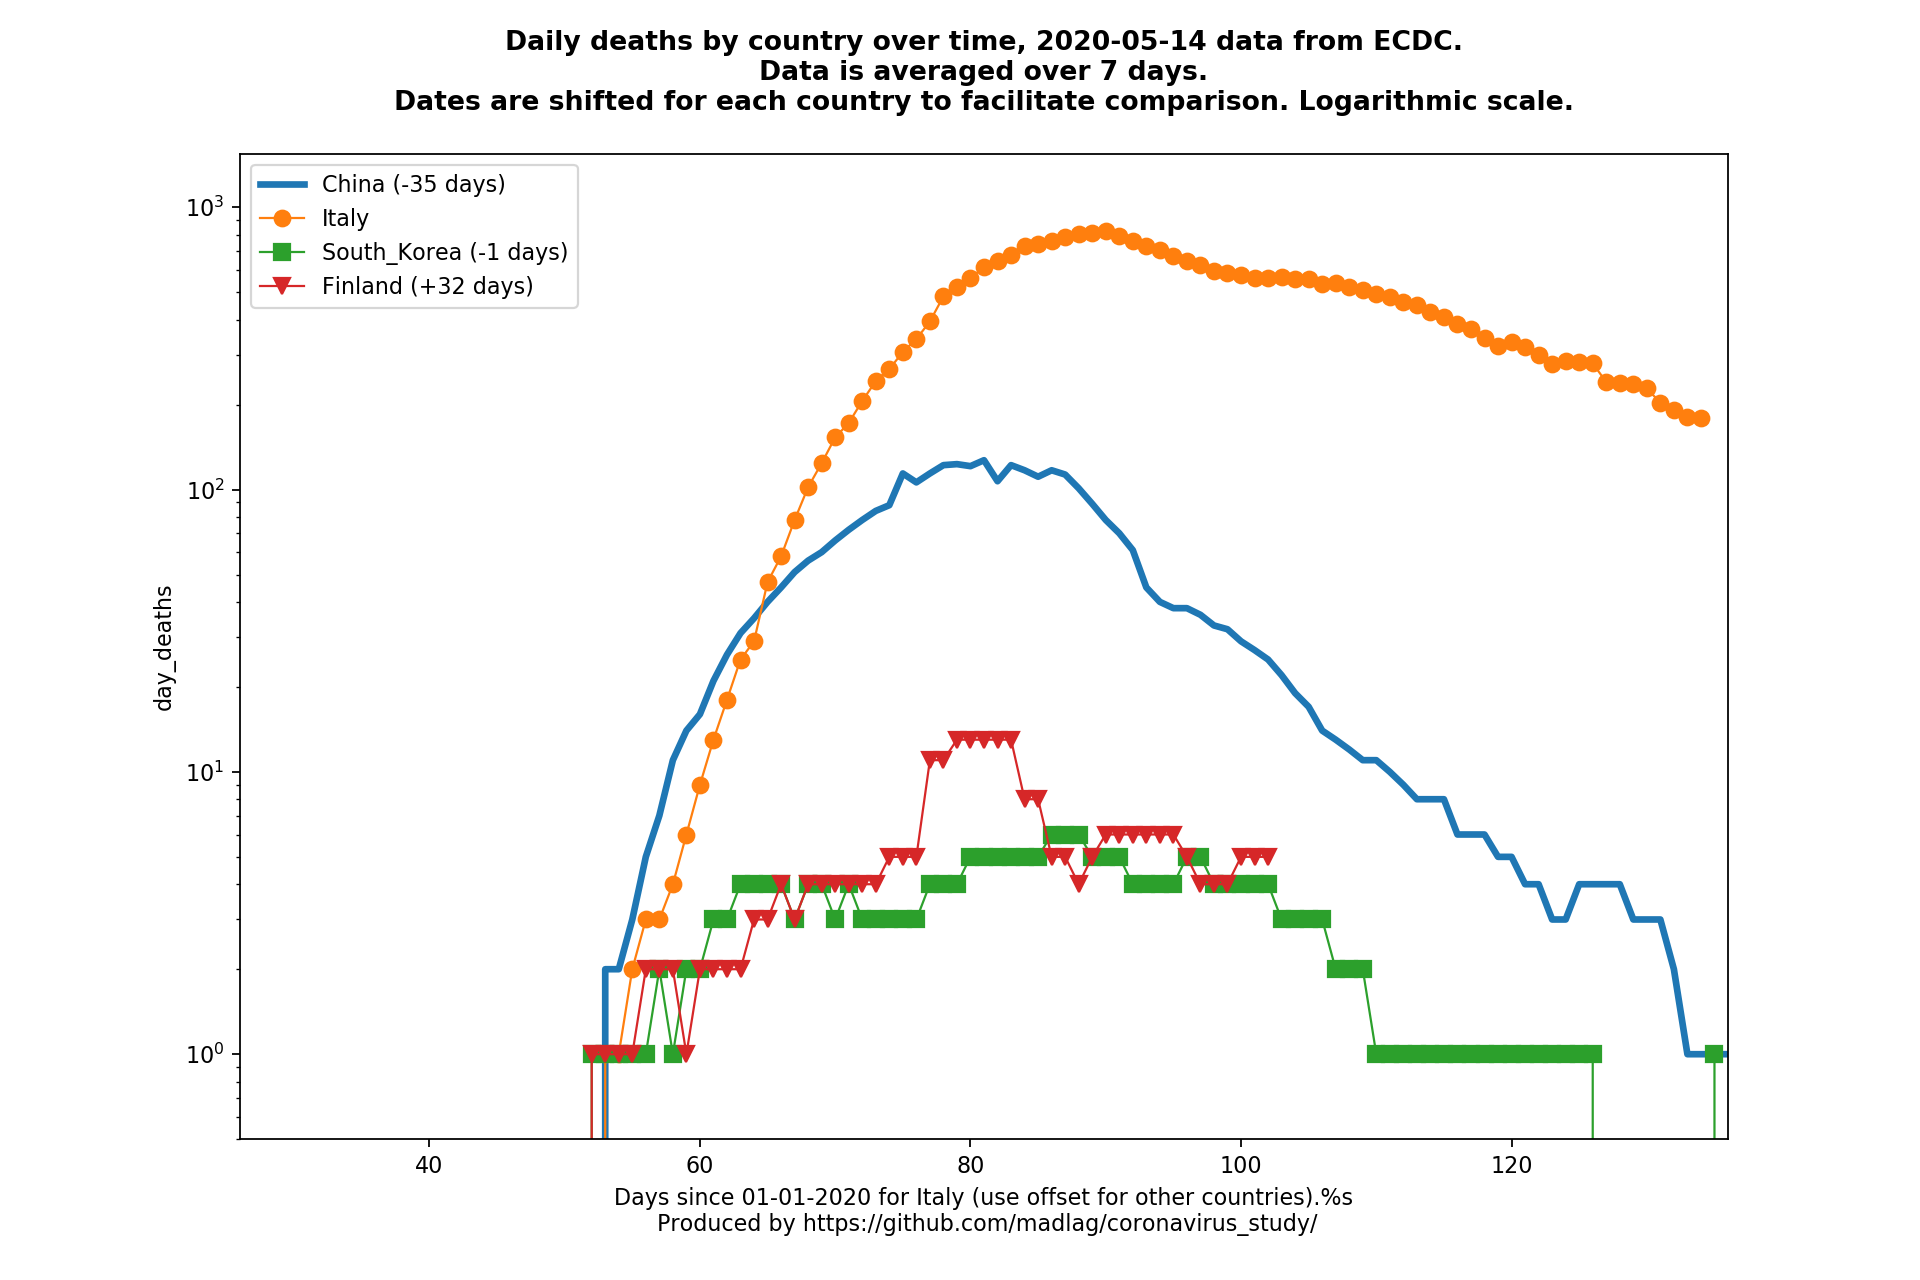 Daily deaths by country over time, 2020-05-14 data from ECDC.
Data is averaged over 7 days.
Dates are shifted for each country to facilitate comparison. Logarithmic scale.
China (-35 days)
Italy
South_Korea (-1 days)
Finland (+32 days)
10³
10²
10¹
10⁰
day_deaths
40 60 80 100 120
Days since 01-01-2020 for Italy (use offset for other countries).%s
Produced by https://github.com/madlag/coronavirus_study/